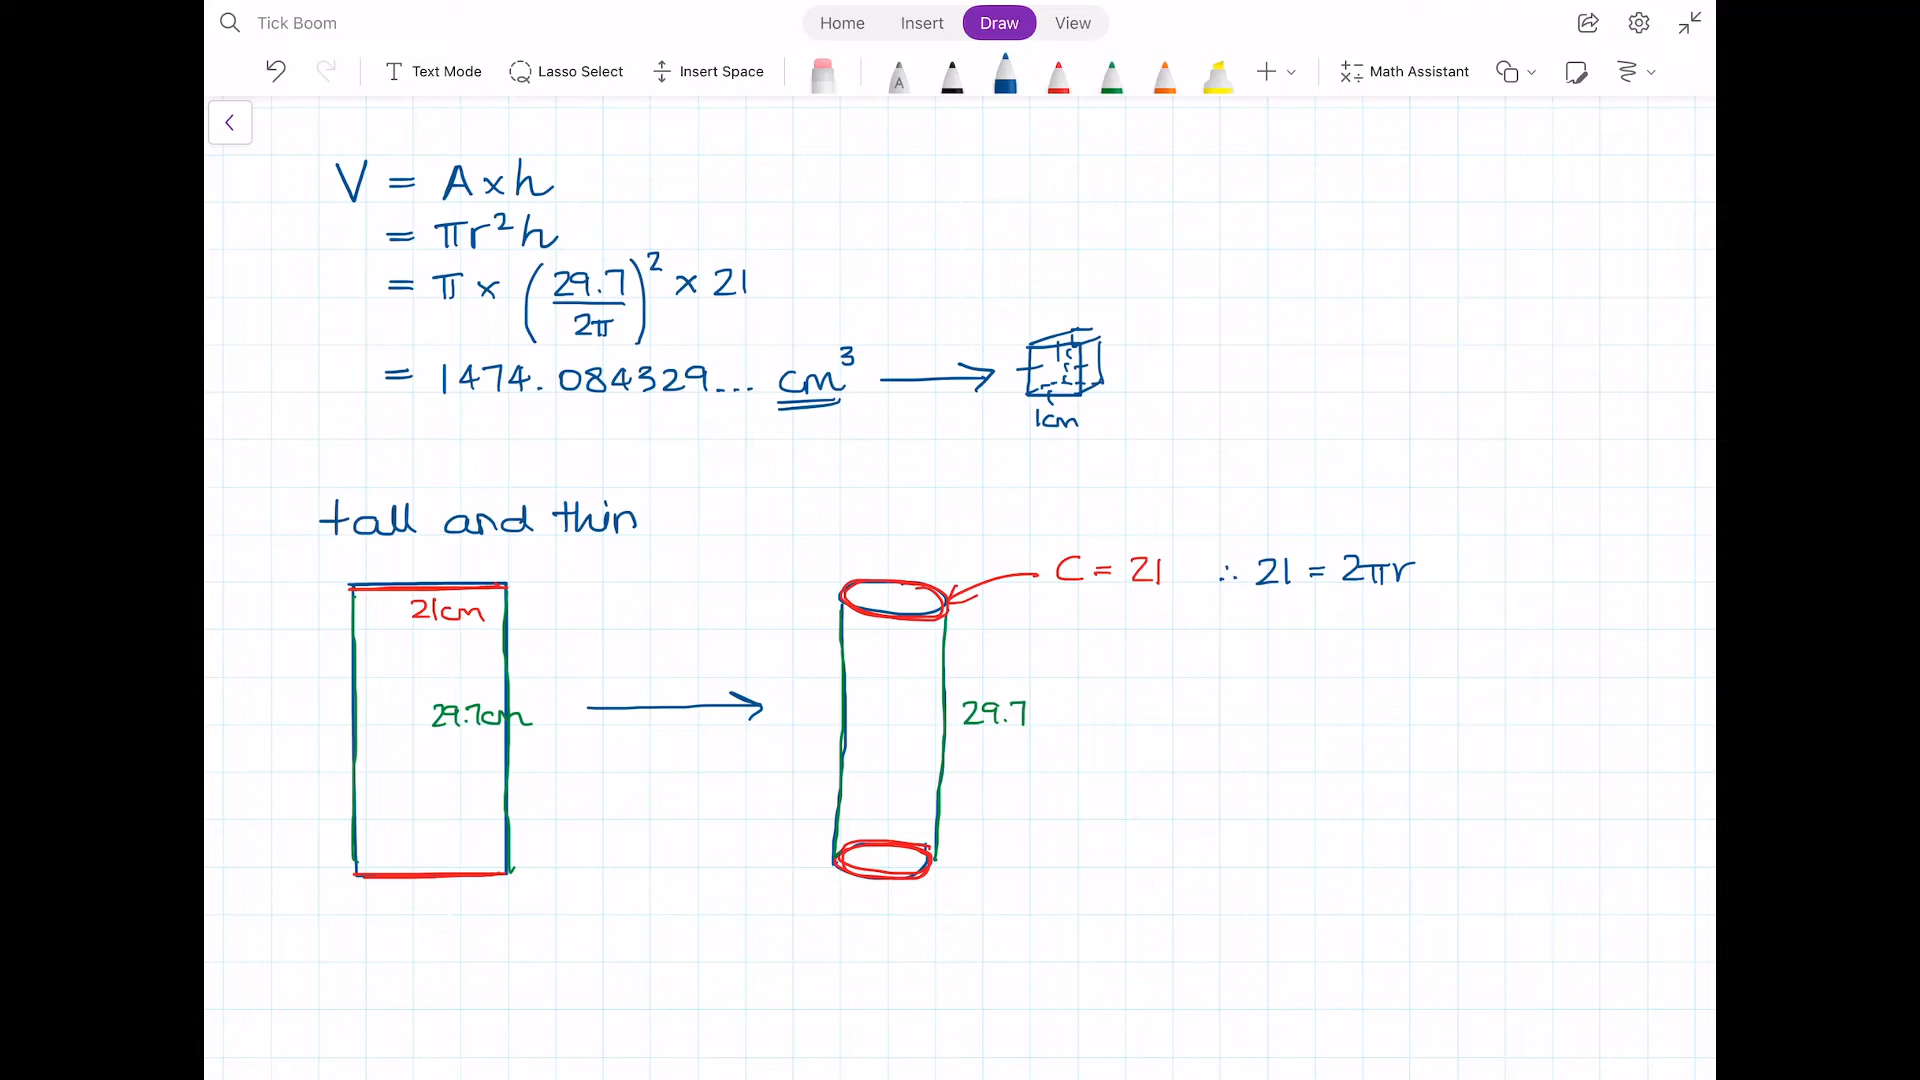 Tick Boom
Home Insert Draw View
Text Mode Lasso Select Insert Space A Math Assistant
V = A × h
= πr²h
= π × (29.7/2π)² × 21
= 1474.084329... cm³
1cm
tall and thin
C = 21 ∴ 21 = 2πr
21cm
29.7cm
29.7